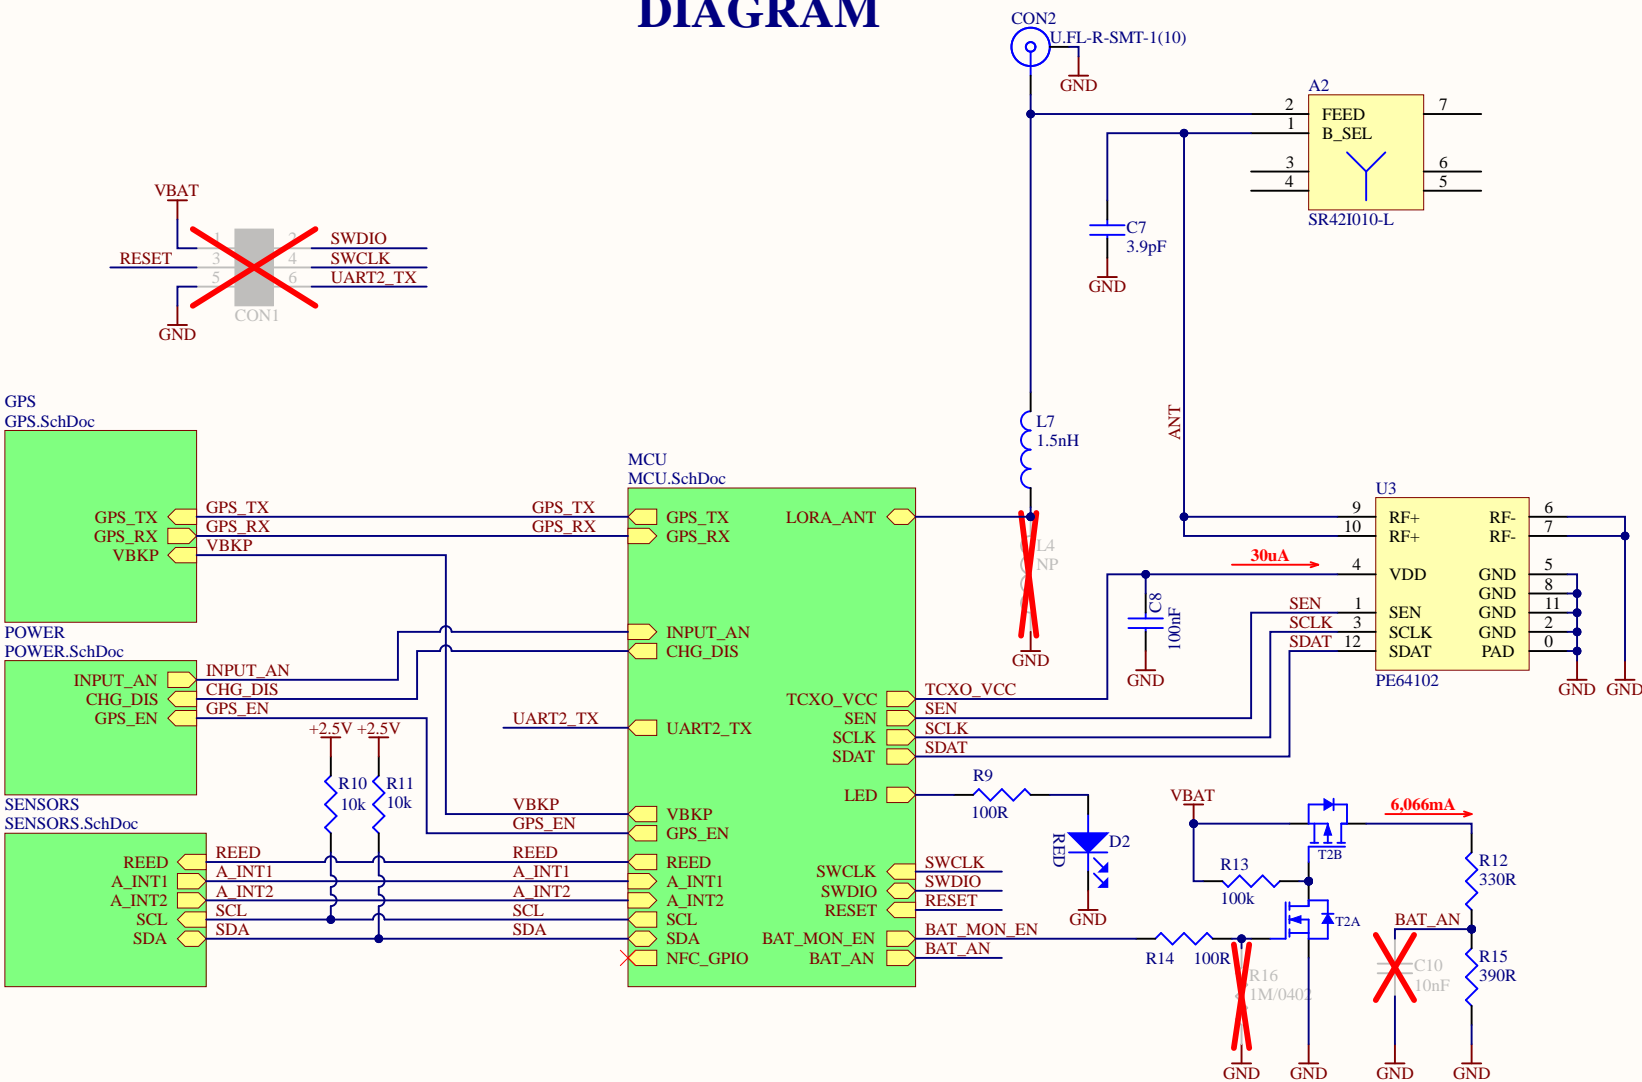 DIAGRAM
CON2
U.FL-R-SMT-1(10)
GND
A2
2 FEED 7
1 B_SEL
3 6
4 5
SR42I010-L
C7
3.9pF
GND
VBAT
1 2 SWDIO
RESET 3 4 SWCLK
5 6 UART2_TX
CON1
GND
ANT
L7
1.5nH
GPS
GPS.SchDoc
GPS_TX GPS_TX
GPS_RX GPS_RX
VBKP VBKP
MCU
MCU.SchDoc
GPS_TX GPS_TX LORA_ANT
GPS_RX GPS_RX
L4
NP
GND
U3
9 RF+ RF- 6
10 RF+ RF- 7
30uA
4 VDD GND 5
GND 8
SEN 1 SEN GND 11
SCLK 3 SCLK GND 2
SDAT 12 SDAT PAD 0
PE64102
GND GND
C8
100nF
GND
POWER
POWER.SchDoc
INPUT_AN INPUT_AN
CHG_DIS CHG_DIS
GPS_EN GPS_EN
INPUT_AN
CHG_DIS
TCXO_VCC TCXO_VCC
SEN SEN
UART2_TX UART2_TX
SCLK SCLK
SDAT SDAT
+2.5V +2.5V
R10
10k
R11
10k
LED
R9
100R
RED
D2
GND
VBKP VBKP
GPS_EN GPS_EN
SENSORS
SENSORS.SchDoc
REED REED REED REED
A_INT1 A_INT1 A_INT1 A_INT1
A_INT2 A_INT2 A_INT2 A_INT2
SCL SCL SCL SCL
SDA SDA SDA SDA
NFC_GPIO
SWCLK SWCLK
SWDIO SWDIO
RESET RESET
BAT_MON_EN BAT_MON_EN
BAT_AN BAT_AN
VBAT
6,066mA
T2B
R13
100k
T2A
R12
330R
BAT_AN
R14 100R
R16
1M/0402
C10
10nF
R15
390R
GND GND GND GND